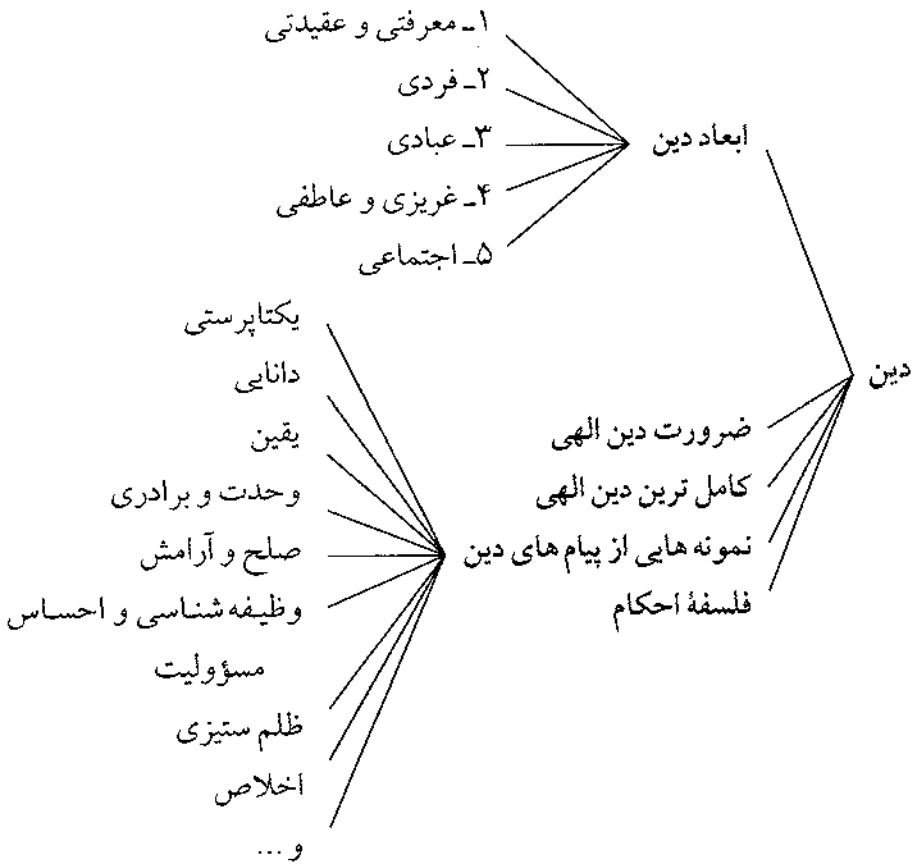 دین
ابعاد دین
۱ـ معرفتی و عقیدتی
۲ـ فردی
۳ـ عبادی
۴ـ غریزی و عاطفی
۵ـ اجتماعی
ضرورت دین الهی
کامل ترین دین الهی
نمونه هایی از پیام های دین
یکتاپرستی
دانایی
یقین
وحدت و برادری
صلح و آرامش
وظیفه شناسی و احساس
مسؤولیت
ظلم ستیزی
اخلاص
و ...
فلسفهٔ احکام